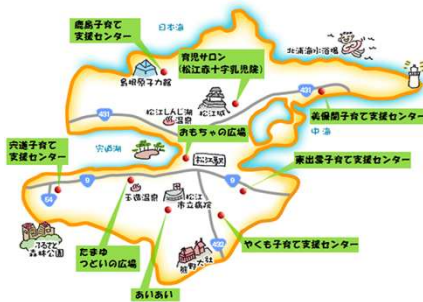 鹿島子育て
支援センター
日本海
育児サロン
(松江赤十字乳児院)
北浦海水浴場
島根原子力館
431
松江しんじ湖
温泉
松江城
431
美保関子育て支援センター
おもちゃの広場
中海
宍道子育て
支援センター
宍道湖
松江駅
東出雲子育て支援センター
9
9
54
玉造温泉
松江
市立病院
ふるさと
森林公園
たまゆ
つどいの広場
432
やくも子育て支援センター
熊野大社
あいあい